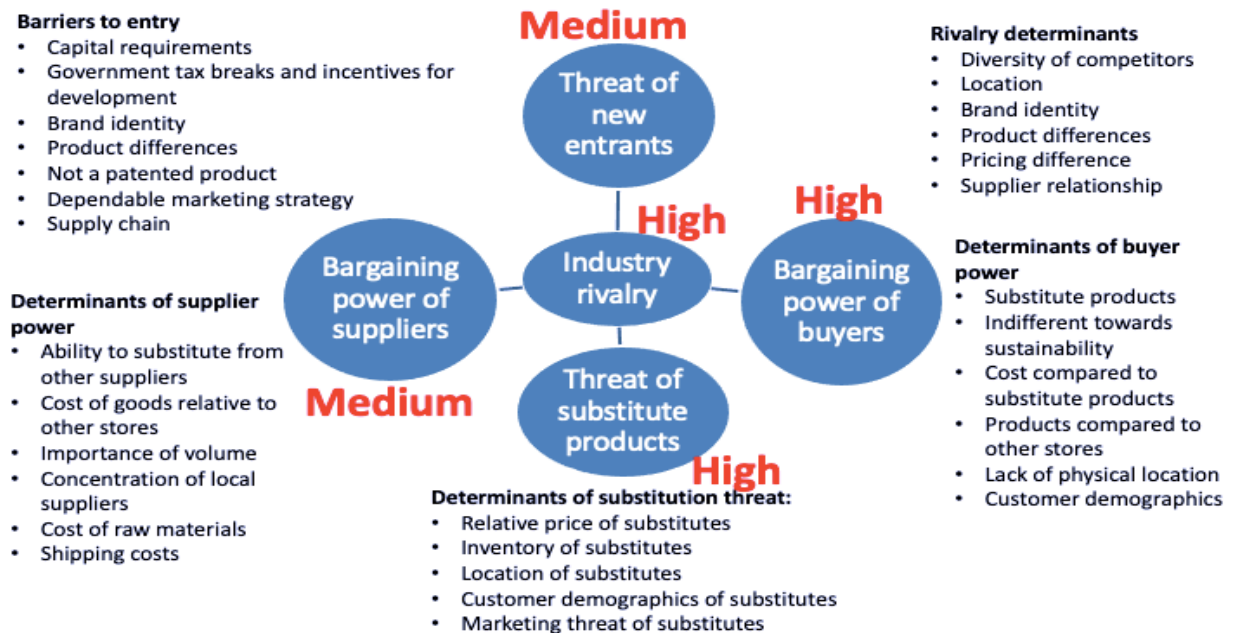 Barriers to entry
• Capital requirements
• Government tax breaks and incentives for
development
• Brand identity
• Product differences
• Not a patented product
• Dependable marketing strategy
• Supply chain
Medium
Threat of
new
entrants
Rivalry determinants
• Diversity of competitors
• Location
• Brand identity
• Product differences
• Pricing difference
• Supplier relationship
High
Industry
rivalry
High
Bargaining
power of
buyers
Bargaining
power of
suppliers
Medium
Determinants of buyer
power
• Substitute products
• Indifferent towards
sustainability
• Cost compared to
substitute products
• Products compared to
other stores
• Lack of physical location
• Customer demographics
Determinants of supplier
power
• Ability to substitute from
other suppliers
• Cost of goods relative to
other stores
• Importance of volume
• Concentration of local
suppliers
• Cost of raw materials
• Shipping costs
Threat of
substitute
products
High
Determinants of substitution threat:
• Relative price of substitutes
• Inventory of substitutes
• Location of substitutes
• Customer demographics of substitutes
• Marketing threat of substitutes